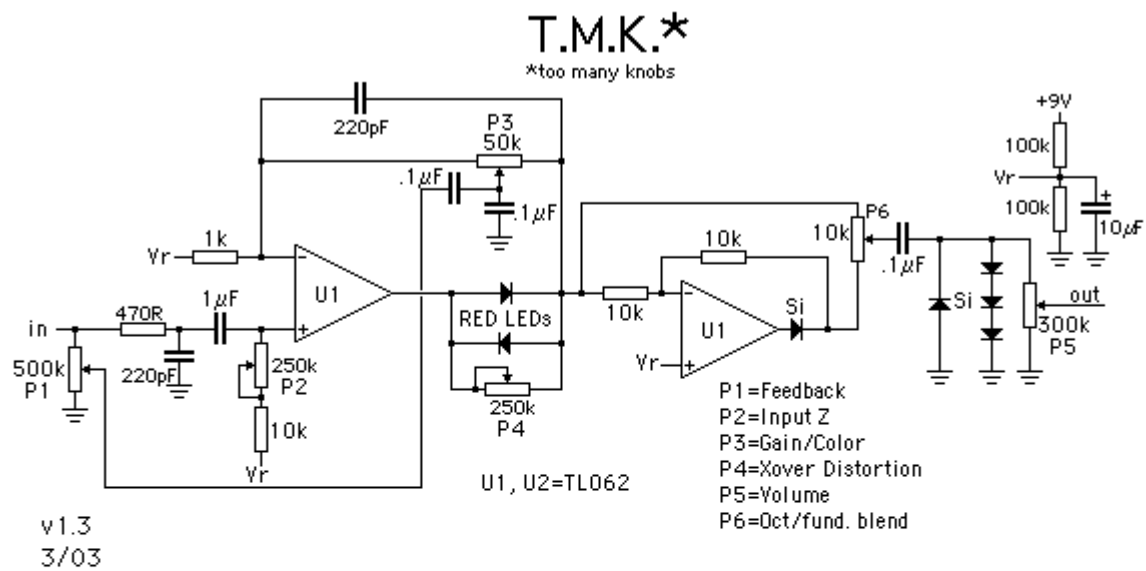 T.M.K.*
*too many knobs
220pF
P3
50k
.1µF
.1µF
+9V
100k
Vr
100k
+
10µF
P6
10k
.1µF
1k
Vr
−
U1
+
10k
10k
−
U1
+
Si
Vr
Si
out
300k
P5
1µF
470R
in
500k
P1
220pF
250k
P2
10k
Vr
RED LEDs
250k
P4
U1, U2=TL062
P1=Feedback
P2=Input Z
P3=Gain/Color
P4=Xover Distortion
P5=Volume
P6=Oct/fund. blend
v1.3
3/03